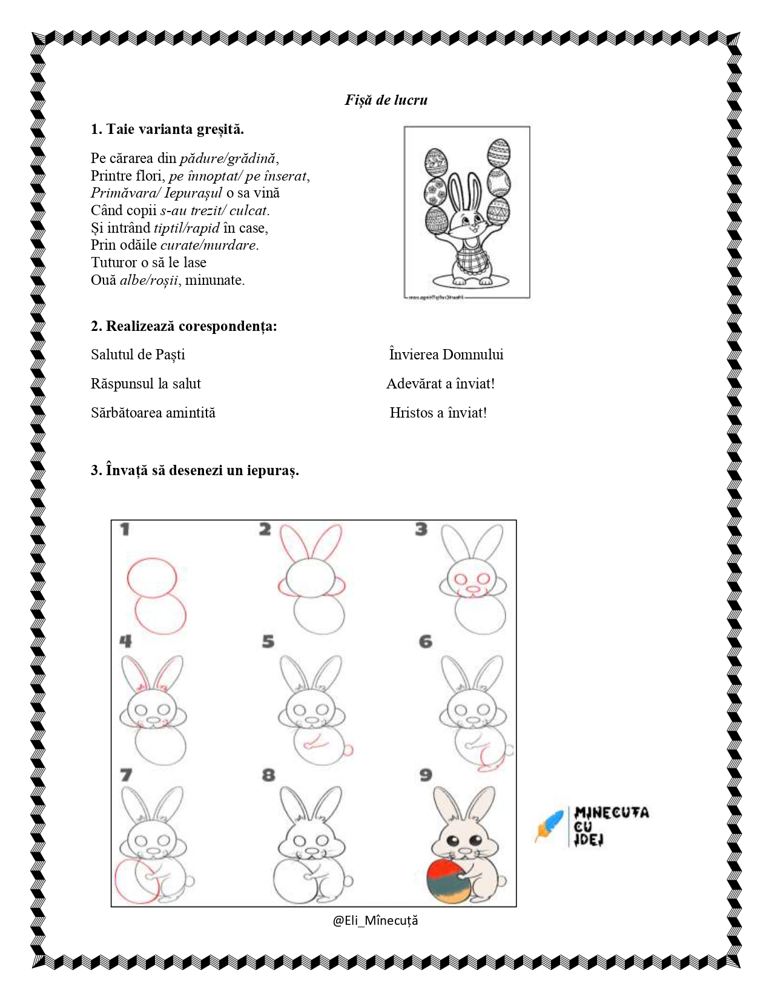 Fișă de lucru
1. Taie varianta greșită.
Pe cărarea din pădure/grădină,
Printre flori, pe înnoptat/ pe înserat,
Primăvara/ Iepurașul o sa vină
Când copii s-au trezit/ culcat.
Și intrând tiptil/rapid în case,
Prin odăile curate/murdare.
Tuturor o să le lase
Ouă albe/roșii, minunate.
2. Realizează corespondența:
Salutul de Paști Învierea Domnului
Răspunsul la salut Adevărat a înviat!
Sărbătoarea amintită Hristos a înviat!
3. Învață să desenezi un iepuraș.
1 2 3
4 5 6
7 8 9
MINECUTA
CU
IDEI
@Eli_Mînecuță